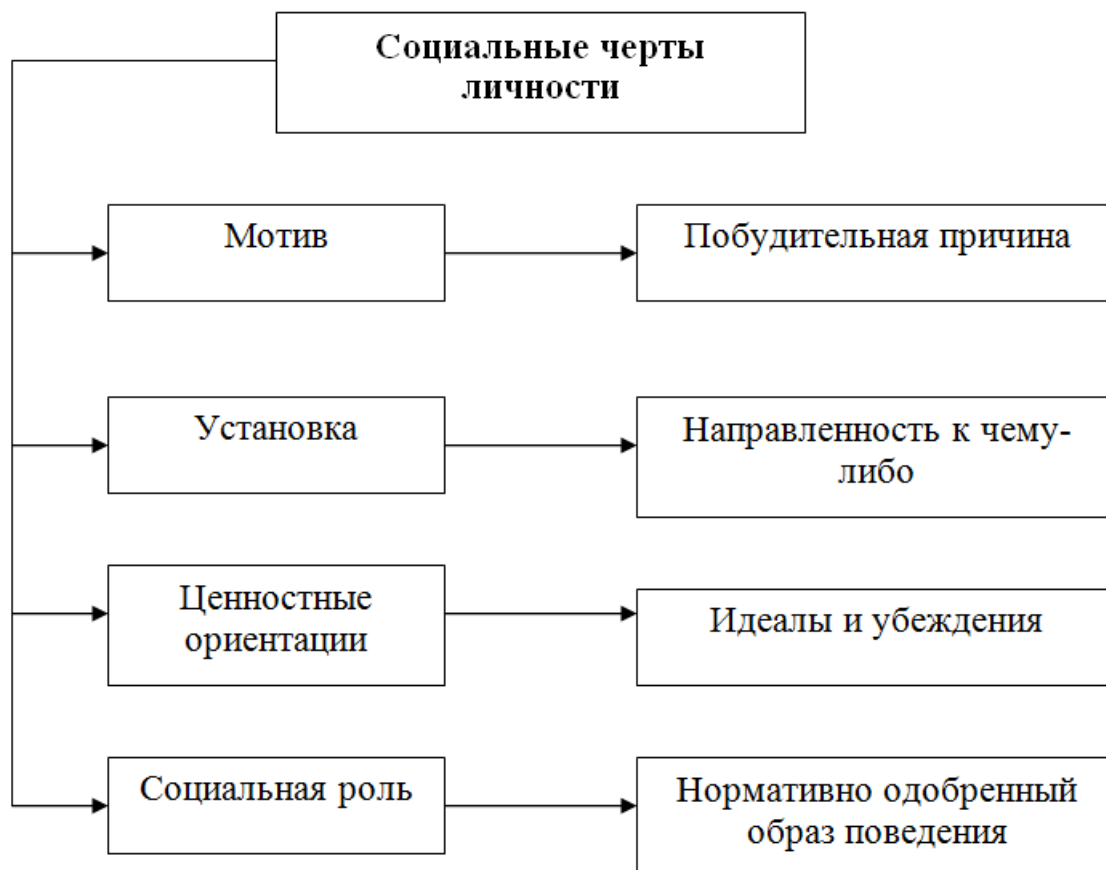 Социальные черты
личности
Мотив
Побудительная причина
Установка
Направленность к чему-
либо
Ценностные
ориентации
Идеалы и убеждения
Социальная роль
Нормативно одобренный
образ поведения